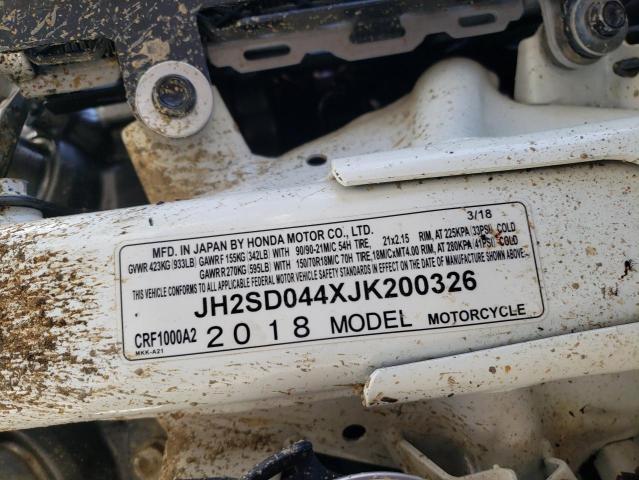 3/18
MFD. IN JAPAN BY HONDA MOTOR CO., LTD.
GVWR 423KG (933LB) GAWRF 155KG (342LB) WITH 90/90-21M/C 54H TIRE, 21x2.15 RIM, AT 225KPA (33PSI) COLD
GAWRR 270KG (595LB) WITH 150/70R18M/C 70H TIRE, 18M/CxMT4.00 RIM, AT 280KPA (41PSI) COLD
THIS VEHICLE CONFORMS TO ALL APPLICABLE FEDERAL MOTOR VEHICLE SAFETY STANDARDS IN EFFECT
ON THE DATE OF MANUFACTURE SHOWN ABOVE.
JH2SD044XJK200326
CRF1000A2 2018 MODEL MOTORCYCLE
MKK-A21